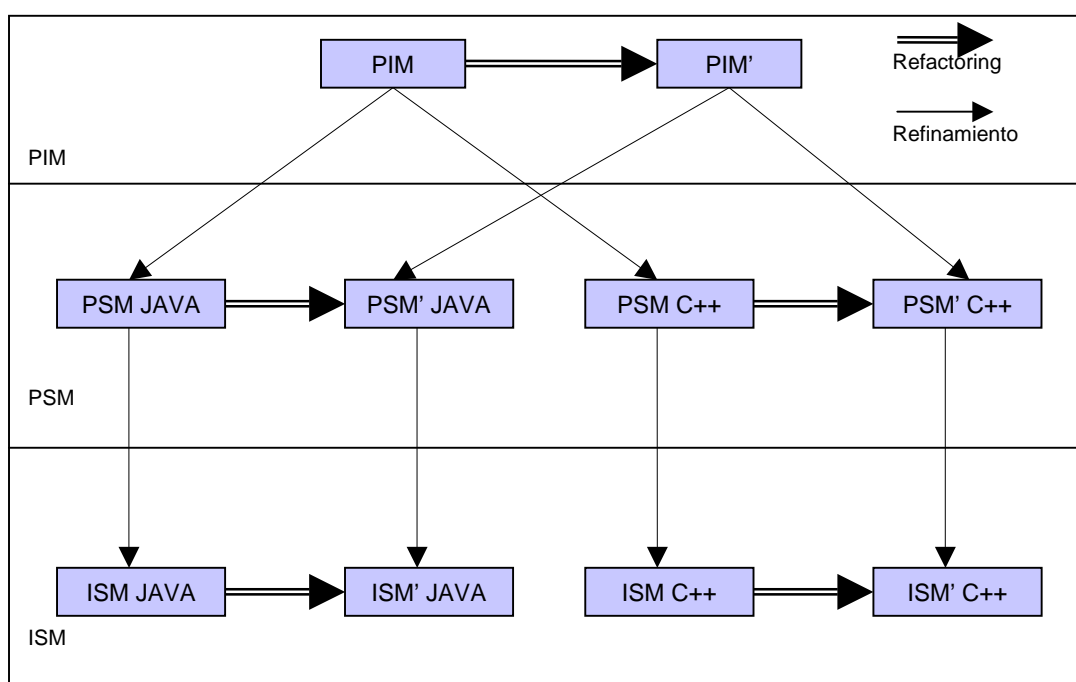 PIM
PIM'
Refactoring
Refinamiento
PIM
PSM JAVA
PSM’ JAVA
PSM C++
PSM’ C++
PSM
ISM JAVA
ISM’ JAVA
ISM C++
ISM’ C++
ISM